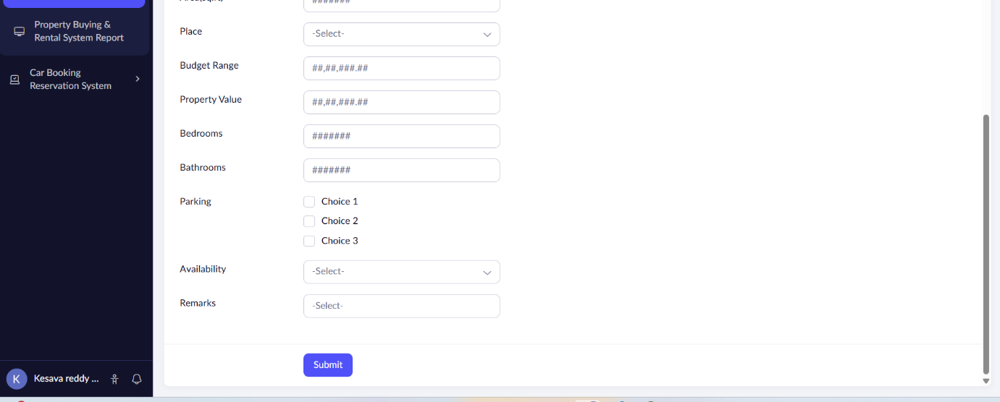 Property Buying &
Rental System Report
Car Booking
Reservation System
Kesava reddy ...
K
#######
Place
-Select-
Budget Range
##,##,###.##
Property Value
##,##,###.##
Bedrooms
#######
Bathrooms
#######
Parking
Choice 1
Choice 2
Choice 3
Availability
-Select-
Remarks
-Select-
Submit